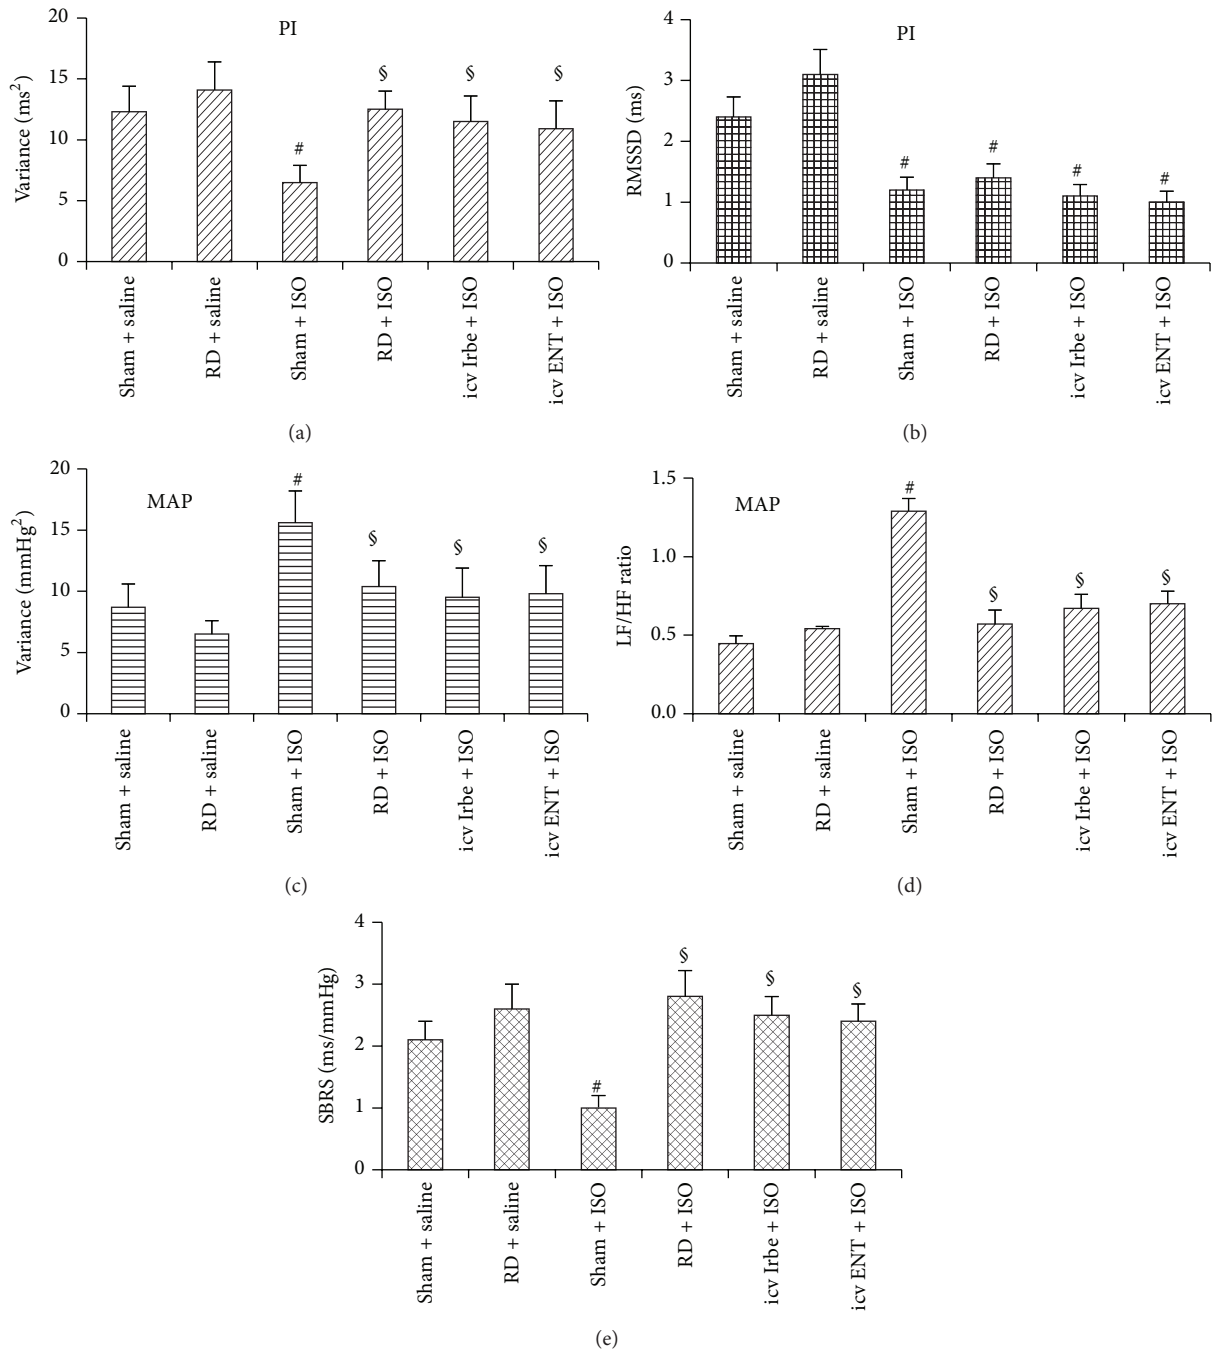 PI
Variance (ms2)
20
15
10
5
0
#
§
§
§
Sham + saline
RD + saline
Sham + ISO
RD + ISO
icv Irbe + ISO
icv ENT + ISO
(a)
PI
RMSSD (ms)
4
3
2
1
0
#
#
#
#
Sham + saline
RD + saline
Sham + ISO
RD + ISO
icv Irbe + ISO
icv ENT + ISO
(b)
MAP
Variance (mmHg2)
20
15
10
5
0
#
§
§
§
Sham + saline
RD + saline
Sham + ISO
RD + ISO
icv Irbe + ISO
icv ENT + ISO
(c)
MAP
LF/HF ratio
1.5
1.0
0.5
0.0
#
§
§
§
Sham + saline
RD + saline
Sham + ISO
RD + ISO
icv Irbe + ISO
icv ENT + ISO
(d)
SBRS (ms/mmHg)
4
3
2
1
0
#
§
§
§
Sham + saline
RD + saline
Sham + ISO
RD + ISO
icv Irbe + ISO
icv ENT + ISO
(e)